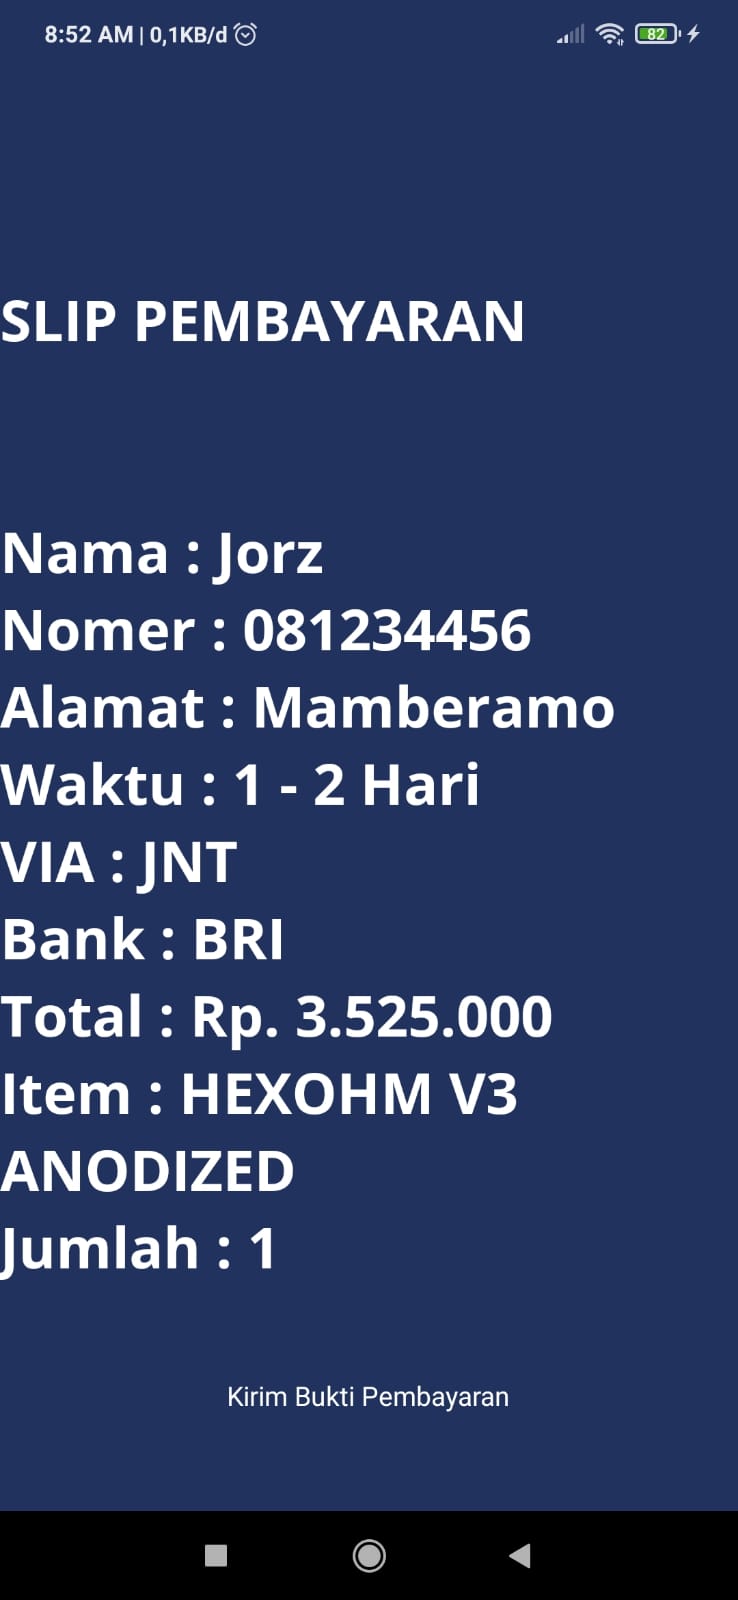 8:52 AM | 0,1KB/d
82
SLIP PEMBAYARAN
Nama : Jorz
Nomer : 081234456
Alamat : Mamberamo
Waktu : 1 - 2 Hari
VIA : JNT
Bank : BRI
Total : Rp. 3.525.000
Item : HEXOHM V3
ANODIZED
Jumlah : 1
Kirim Bukti Pembayaran